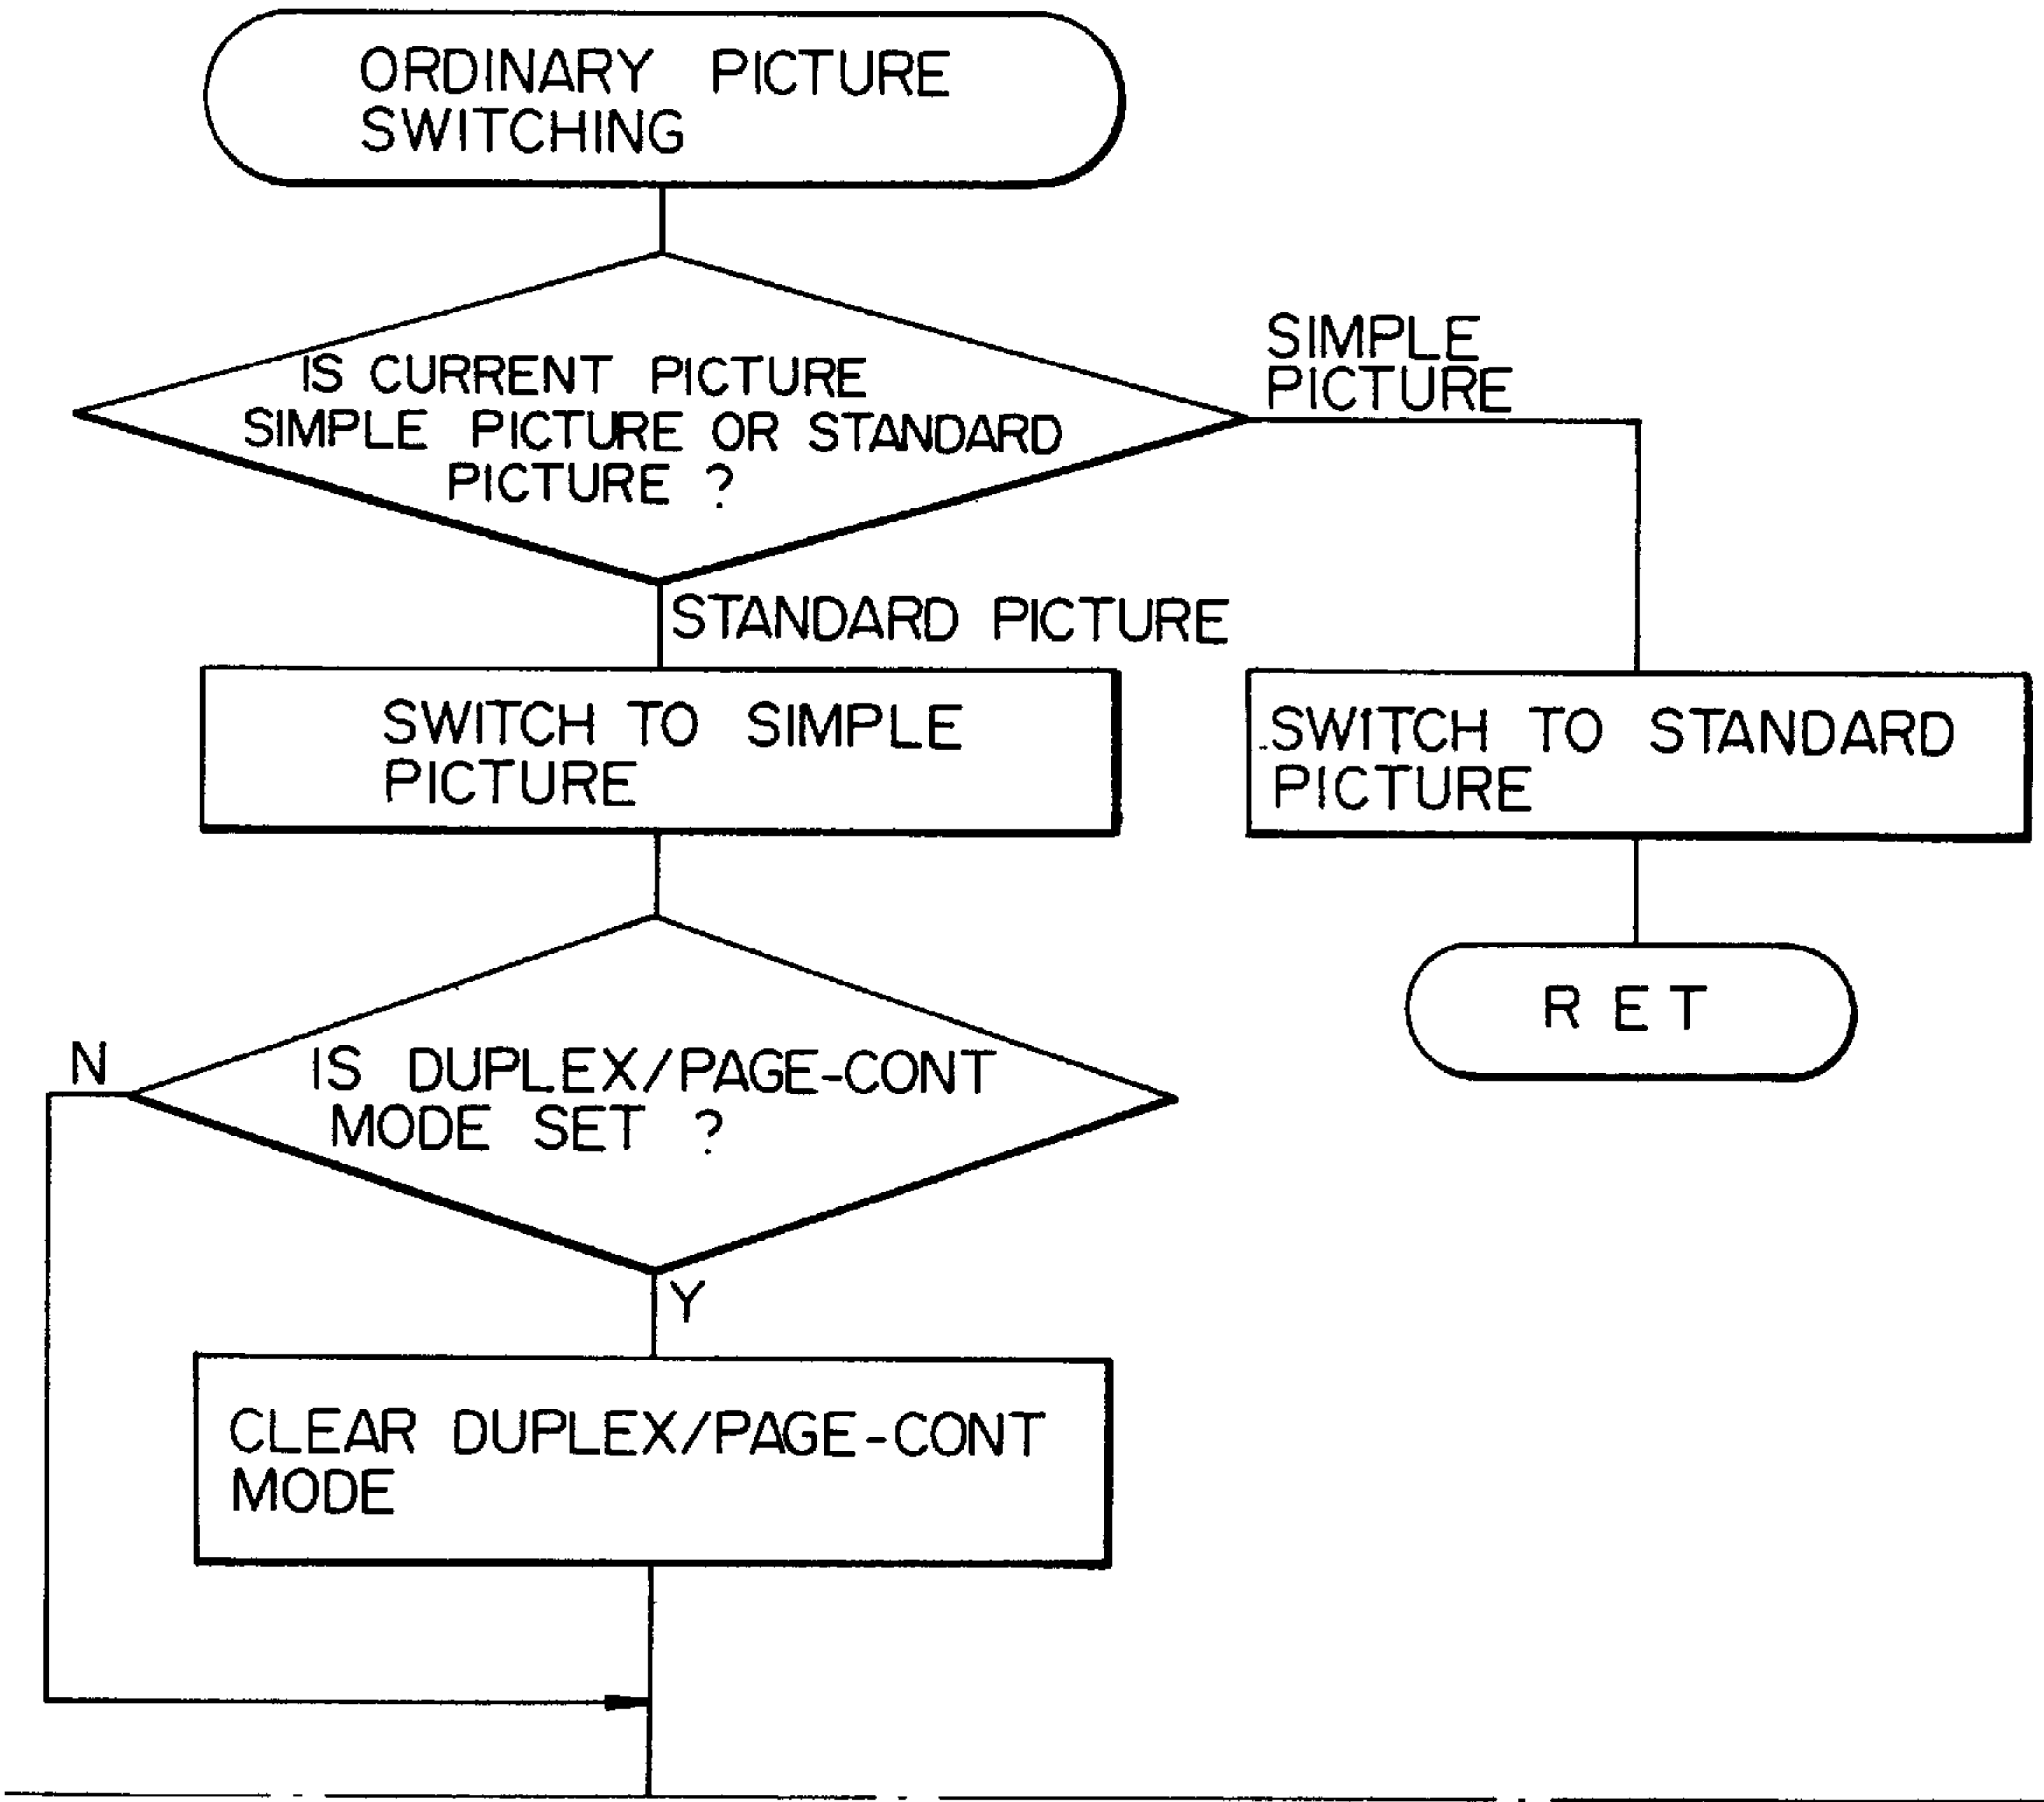 ORDINARY PICTURE
SWITCHING
IS CURRENT PICTURE
SIMPLE PICTURE OR STANDARD
PICTURE ?
SIMPLE
PICTURE
STANDARD PICTURE
SWITCH TO SIMPLE
PICTURE
SWITCH TO STANDARD
PICTURE
RET
N
IS DUPLEX/PAGE-CONT
MODE SET ?
Y
CLEAR DUPLEX/PAGE-CONT
MODE